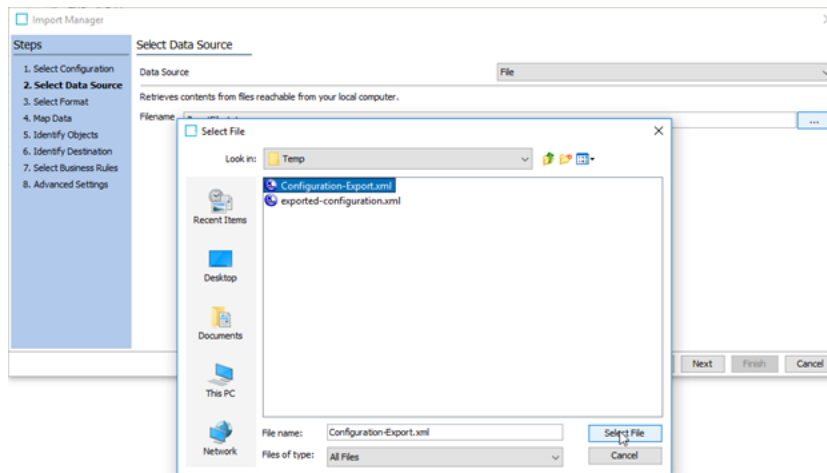 Import Manager
Steps
1. Select Configuration
2. Select Data Source
3. Select Format
4. Map Data
5. Identify Objects
6. Identify Destination
7. Select Business Rules
8. Advanced Settings
Select Data Source
Data Source
File
Retrieves contents from files reachable from your local computer.
Filename
...
Select File
Look in:
Temp
Recent Items
Desktop
Documents
This PC
Network
Configuration-Export.xml
exported-configuration.xml
File name:
Configuration-Export.xml
Select File
Files of type:
All Files
Cancel
Next
Finish
Cancel